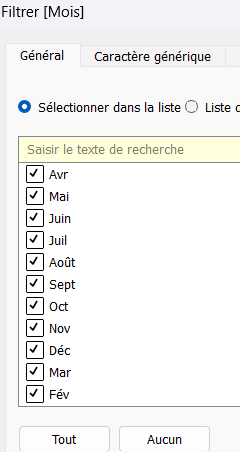 Filtrer [Mois]
Général Caractère générique
Sélectionner dans la liste Liste
Saisir le texte de recherche
Avr
Mai
Juin
Juil
Août
Sept
Oct
Nov
Déc
Mar
Fév
Tout Aucun